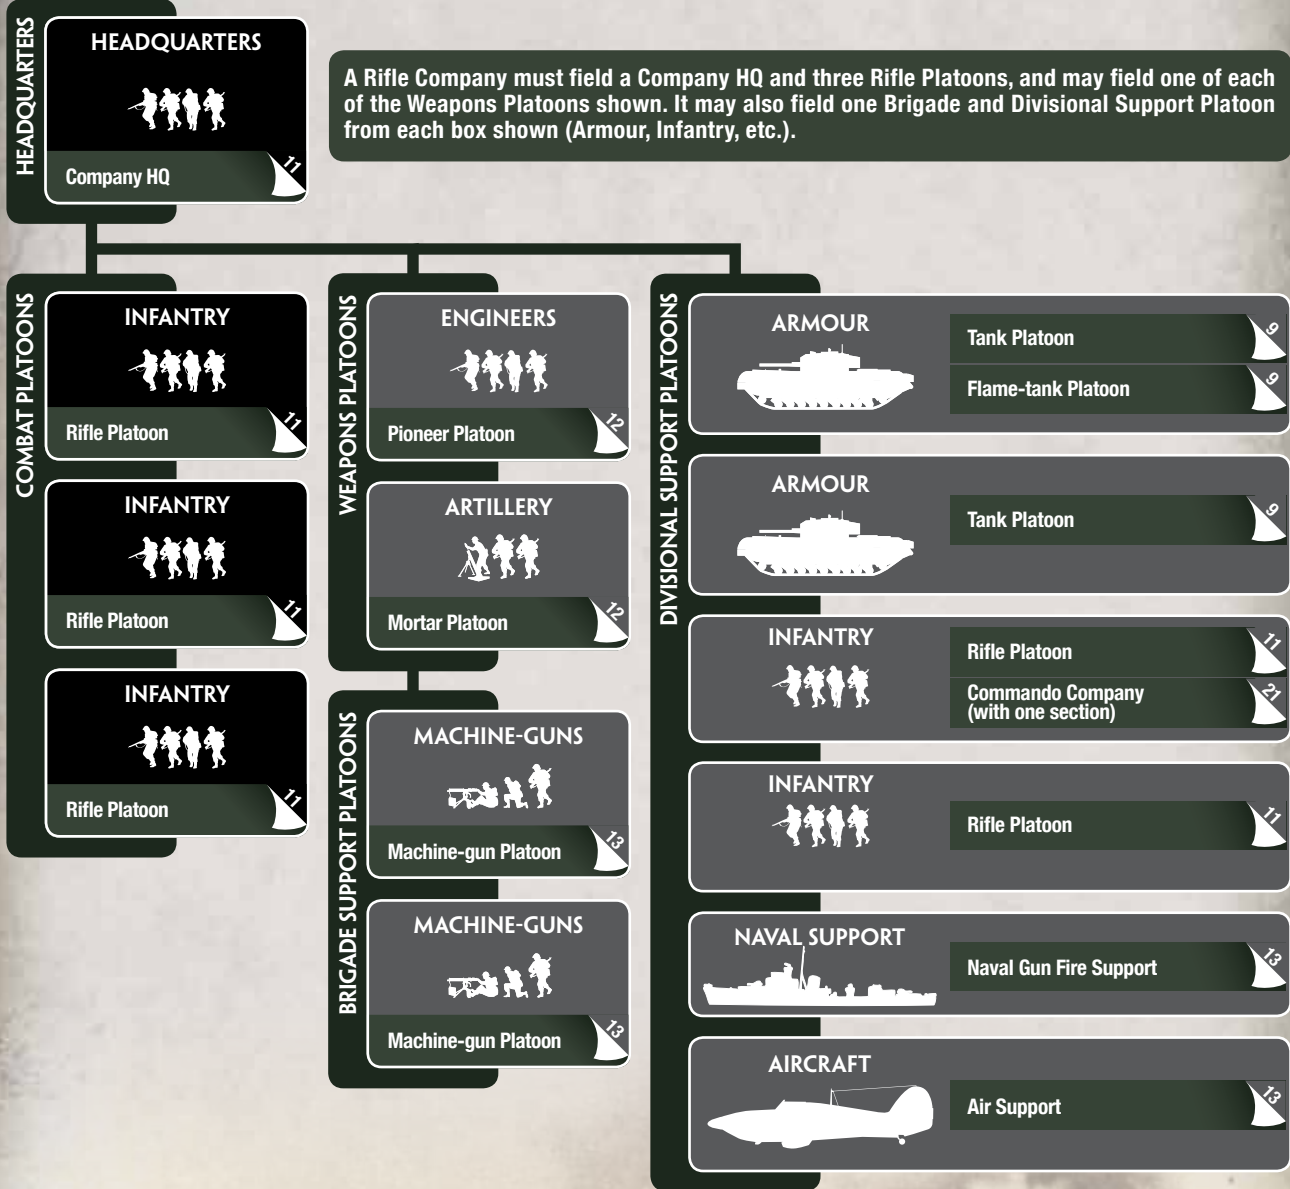 HEADQUARTERS
HEADQUARTERS
Company HQ
11
A Rifle Company must field a Company HQ and three Rifle Platoons, and may field one of each
of the Weapons Platoons shown. It may also field one Brigade and Divisional Support Platoon
from each box shown (Armour, Infantry, etc.).
COMBAT PLATOONS
INFANTRY
Rifle Platoon
11
INFANTRY
Rifle Platoon
11
INFANTRY
Rifle Platoon
11
WEAPONS PLATOONS
ENGINEERS
Pioneer Platoon
12
ARTILLERY
Mortar Platoon
12
BRIGADE SUPPORT PLATOONS
MACHINE-GUNS
Machine-gun Platoon
13
MACHINE-GUNS
Machine-gun Platoon
13
DIVISIONAL SUPPORT PLATOONS
ARMOUR
Tank Platoon
9
Flame-tank Platoon
9
ARMOUR
Tank Platoon
9
INFANTRY
Rifle Platoon
11
Commando Company
(with one section)
21
INFANTRY
Rifle Platoon
11
NAVAL SUPPORT
Naval Gun Fire Support
13
AIRCRAFT
Air Support
13